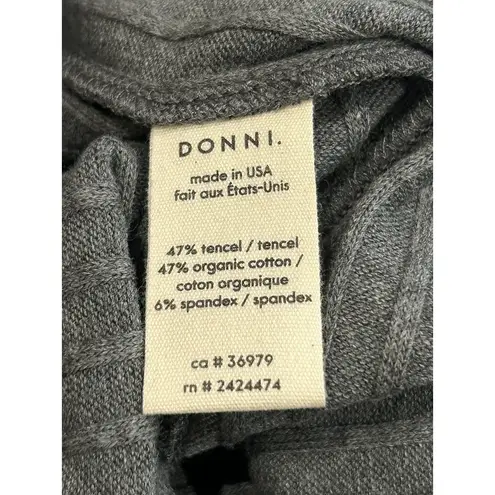 DONNI.
made in USA
fait aux États-Unis
47% tencel / tencel
47% organic cotton /
coton organique
6% spandex / spandex
ca # 36979
rn # 2424474